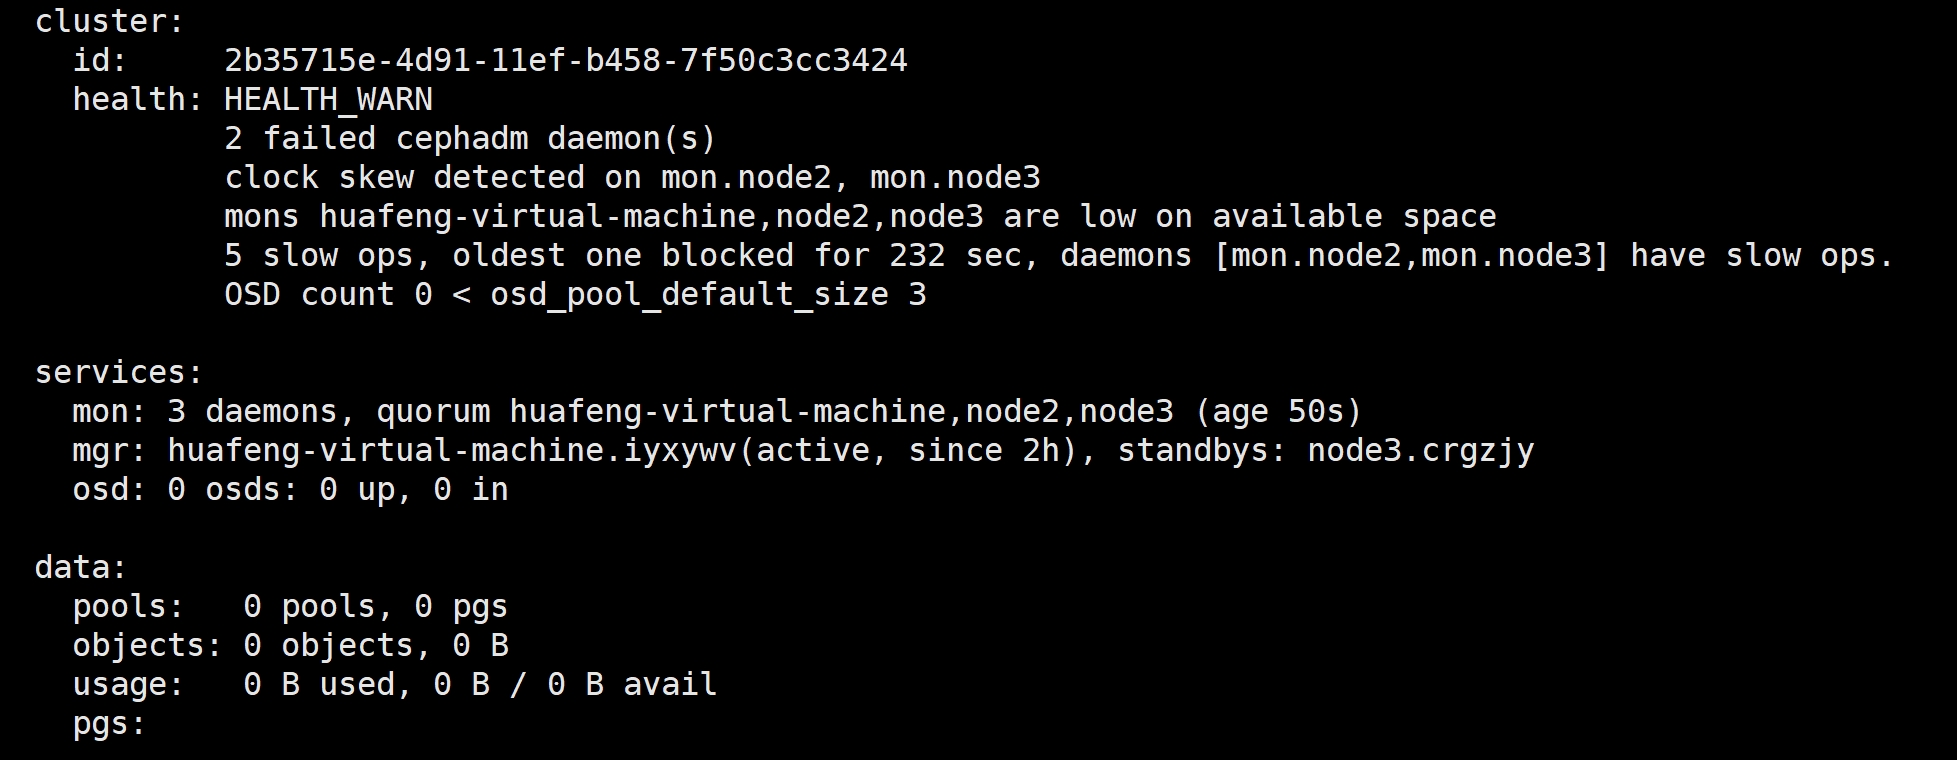 cluster:
id:     2b35715e-4d91-11ef-b458-7f50c3cc3424
health: HEALTH_WARN
2 failed cephadm daemon(s)
clock skew detected on mon.node2, mon.node3
mons huafeng-virtual-machine,node2,node3 are low on available space
5 slow ops, oldest one blocked for 232 sec, daemons [mon.node2,mon.node3] have slow ops.
OSD count 0 < osd_pool_default_size 3

services:
mon: 3 daemons, quorum huafeng-virtual-machine,node2,node3 (age 50s)
mgr: huafeng-virtual-machine.iyxywv(active, since 2h), standbys: node3.crgzjy
osd: 0 osds: 0 up, 0 in

data:
pools:   0 pools, 0 pgs
objects: 0 objects, 0 B
usage:   0 B used, 0 B / 0 B avail
pgs: